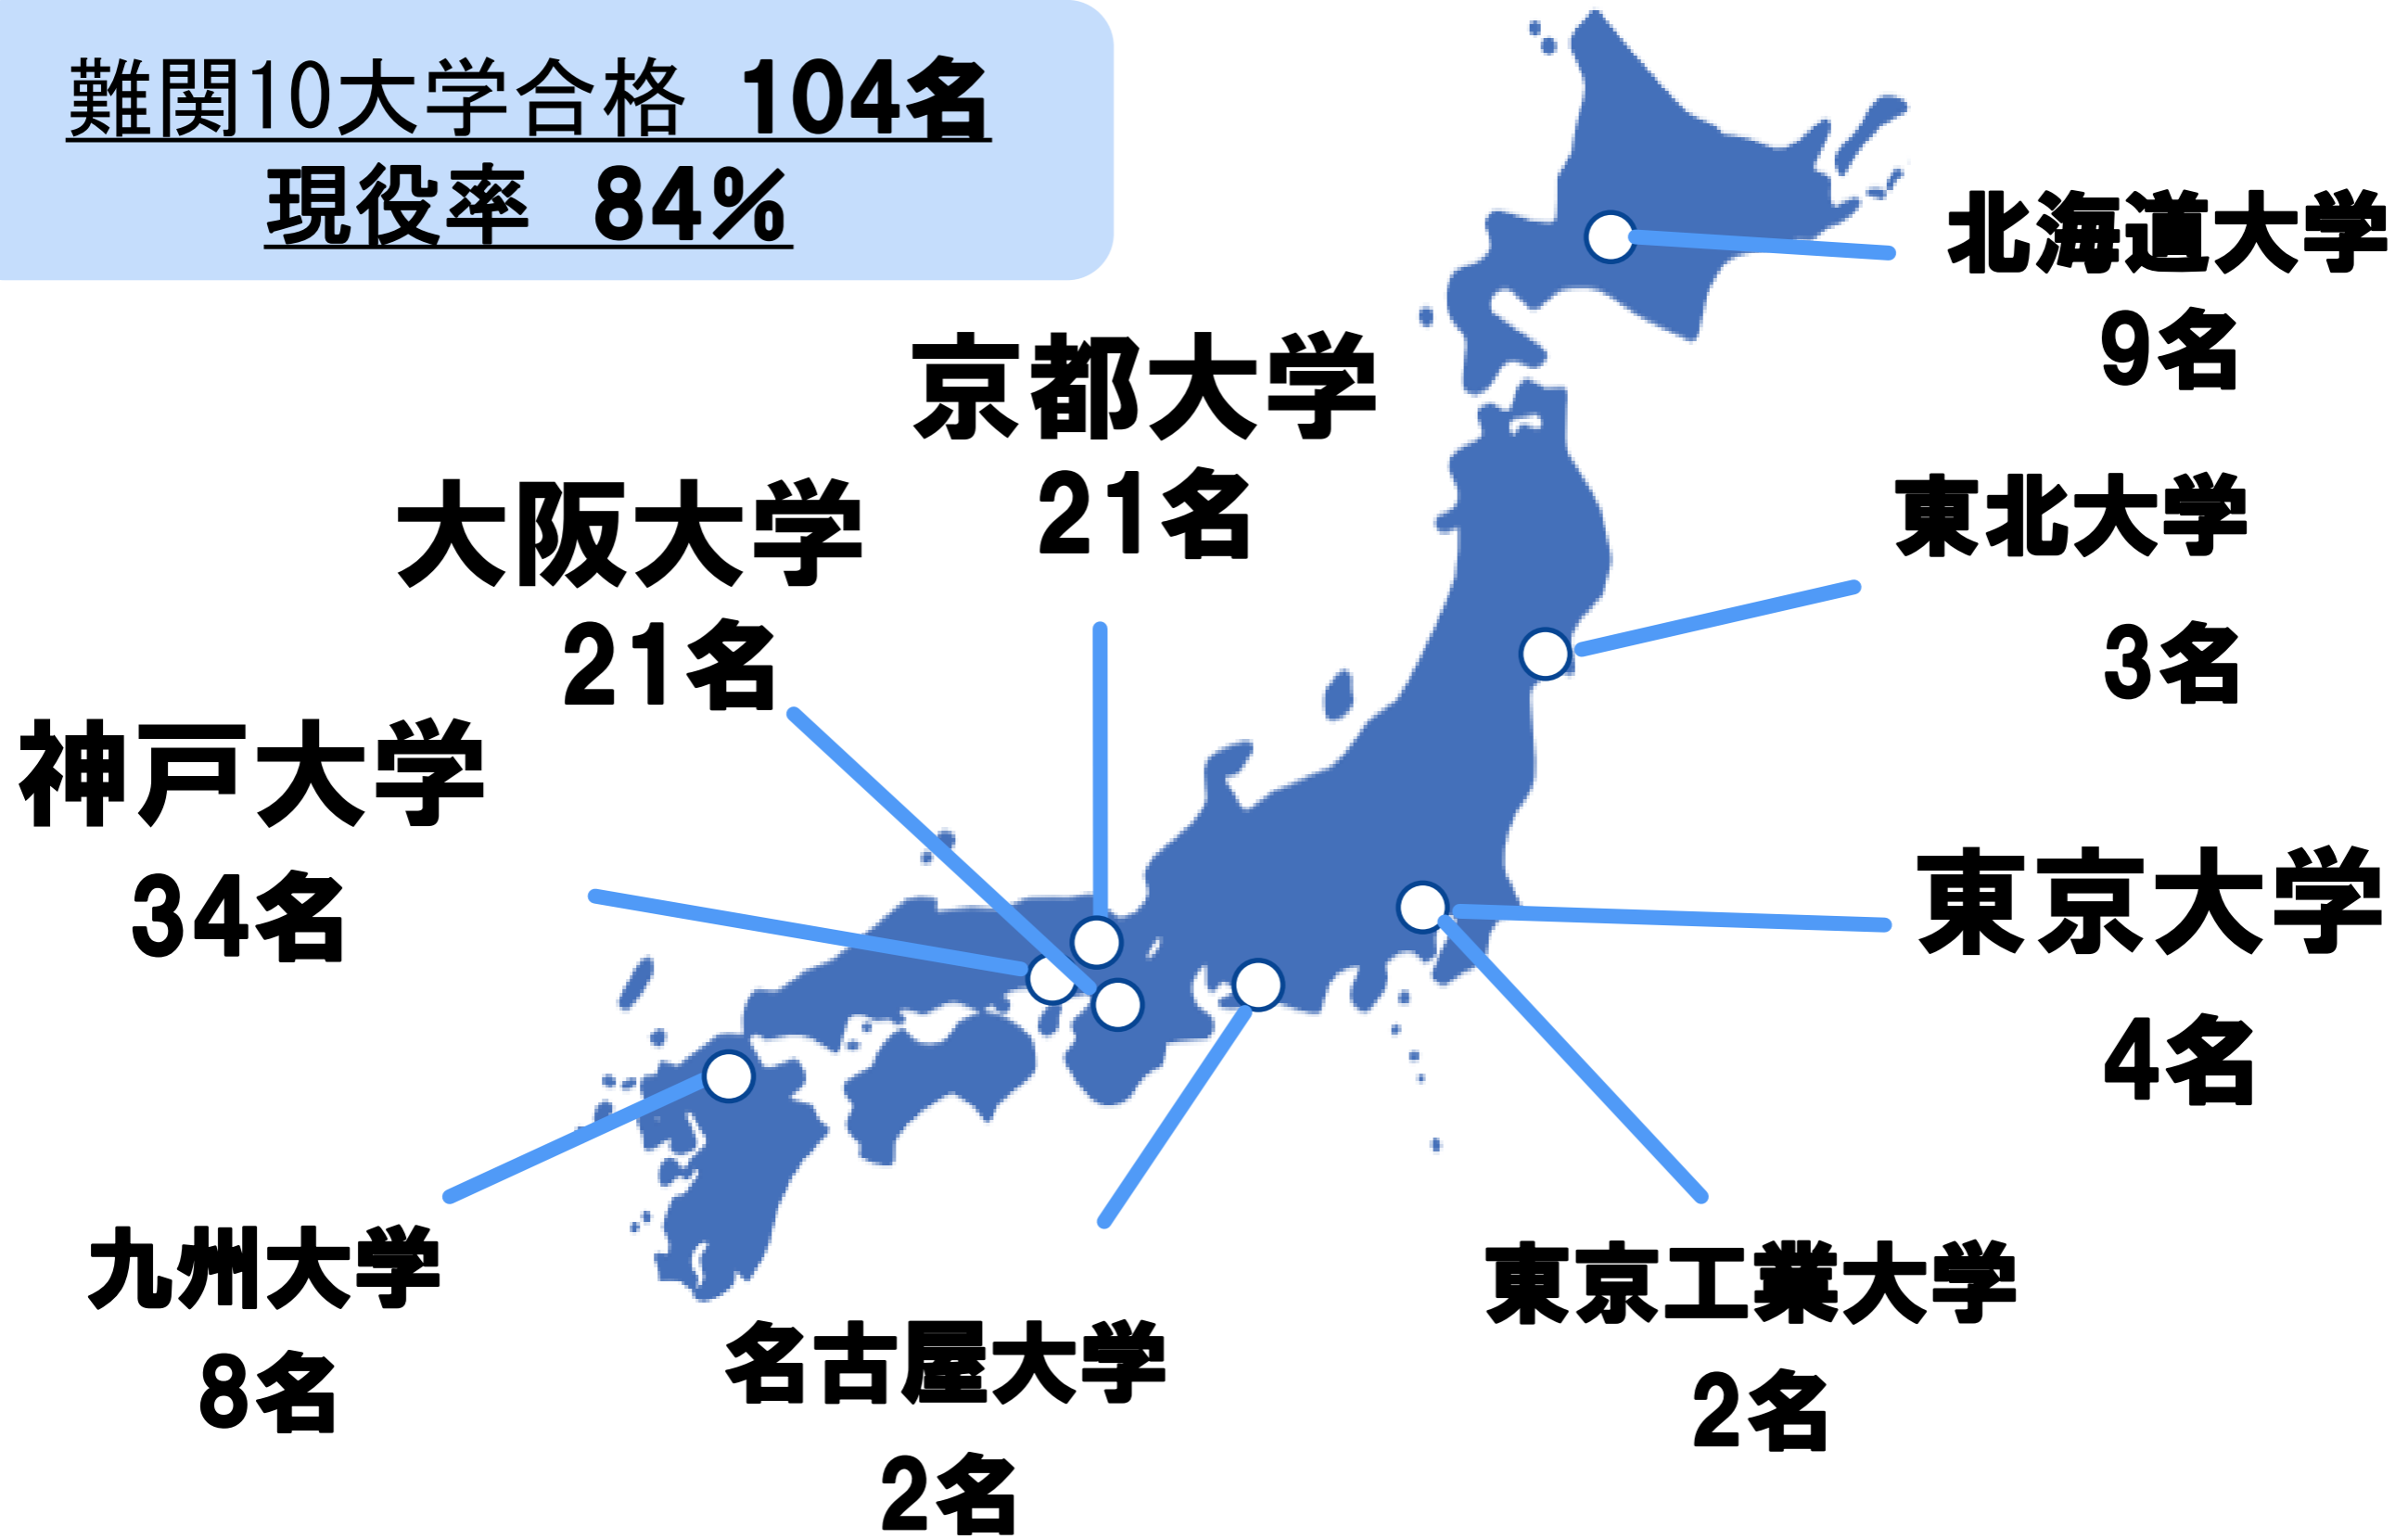 難関10大学合格 104名
現役率 84%
北海道大学
9名
京都大学
21名
大阪大学
21名
東北大学
3名
神戸大学
34名
東京大学
4名
九州大学
8名
東京工業大学
2名
名古屋大学
2名